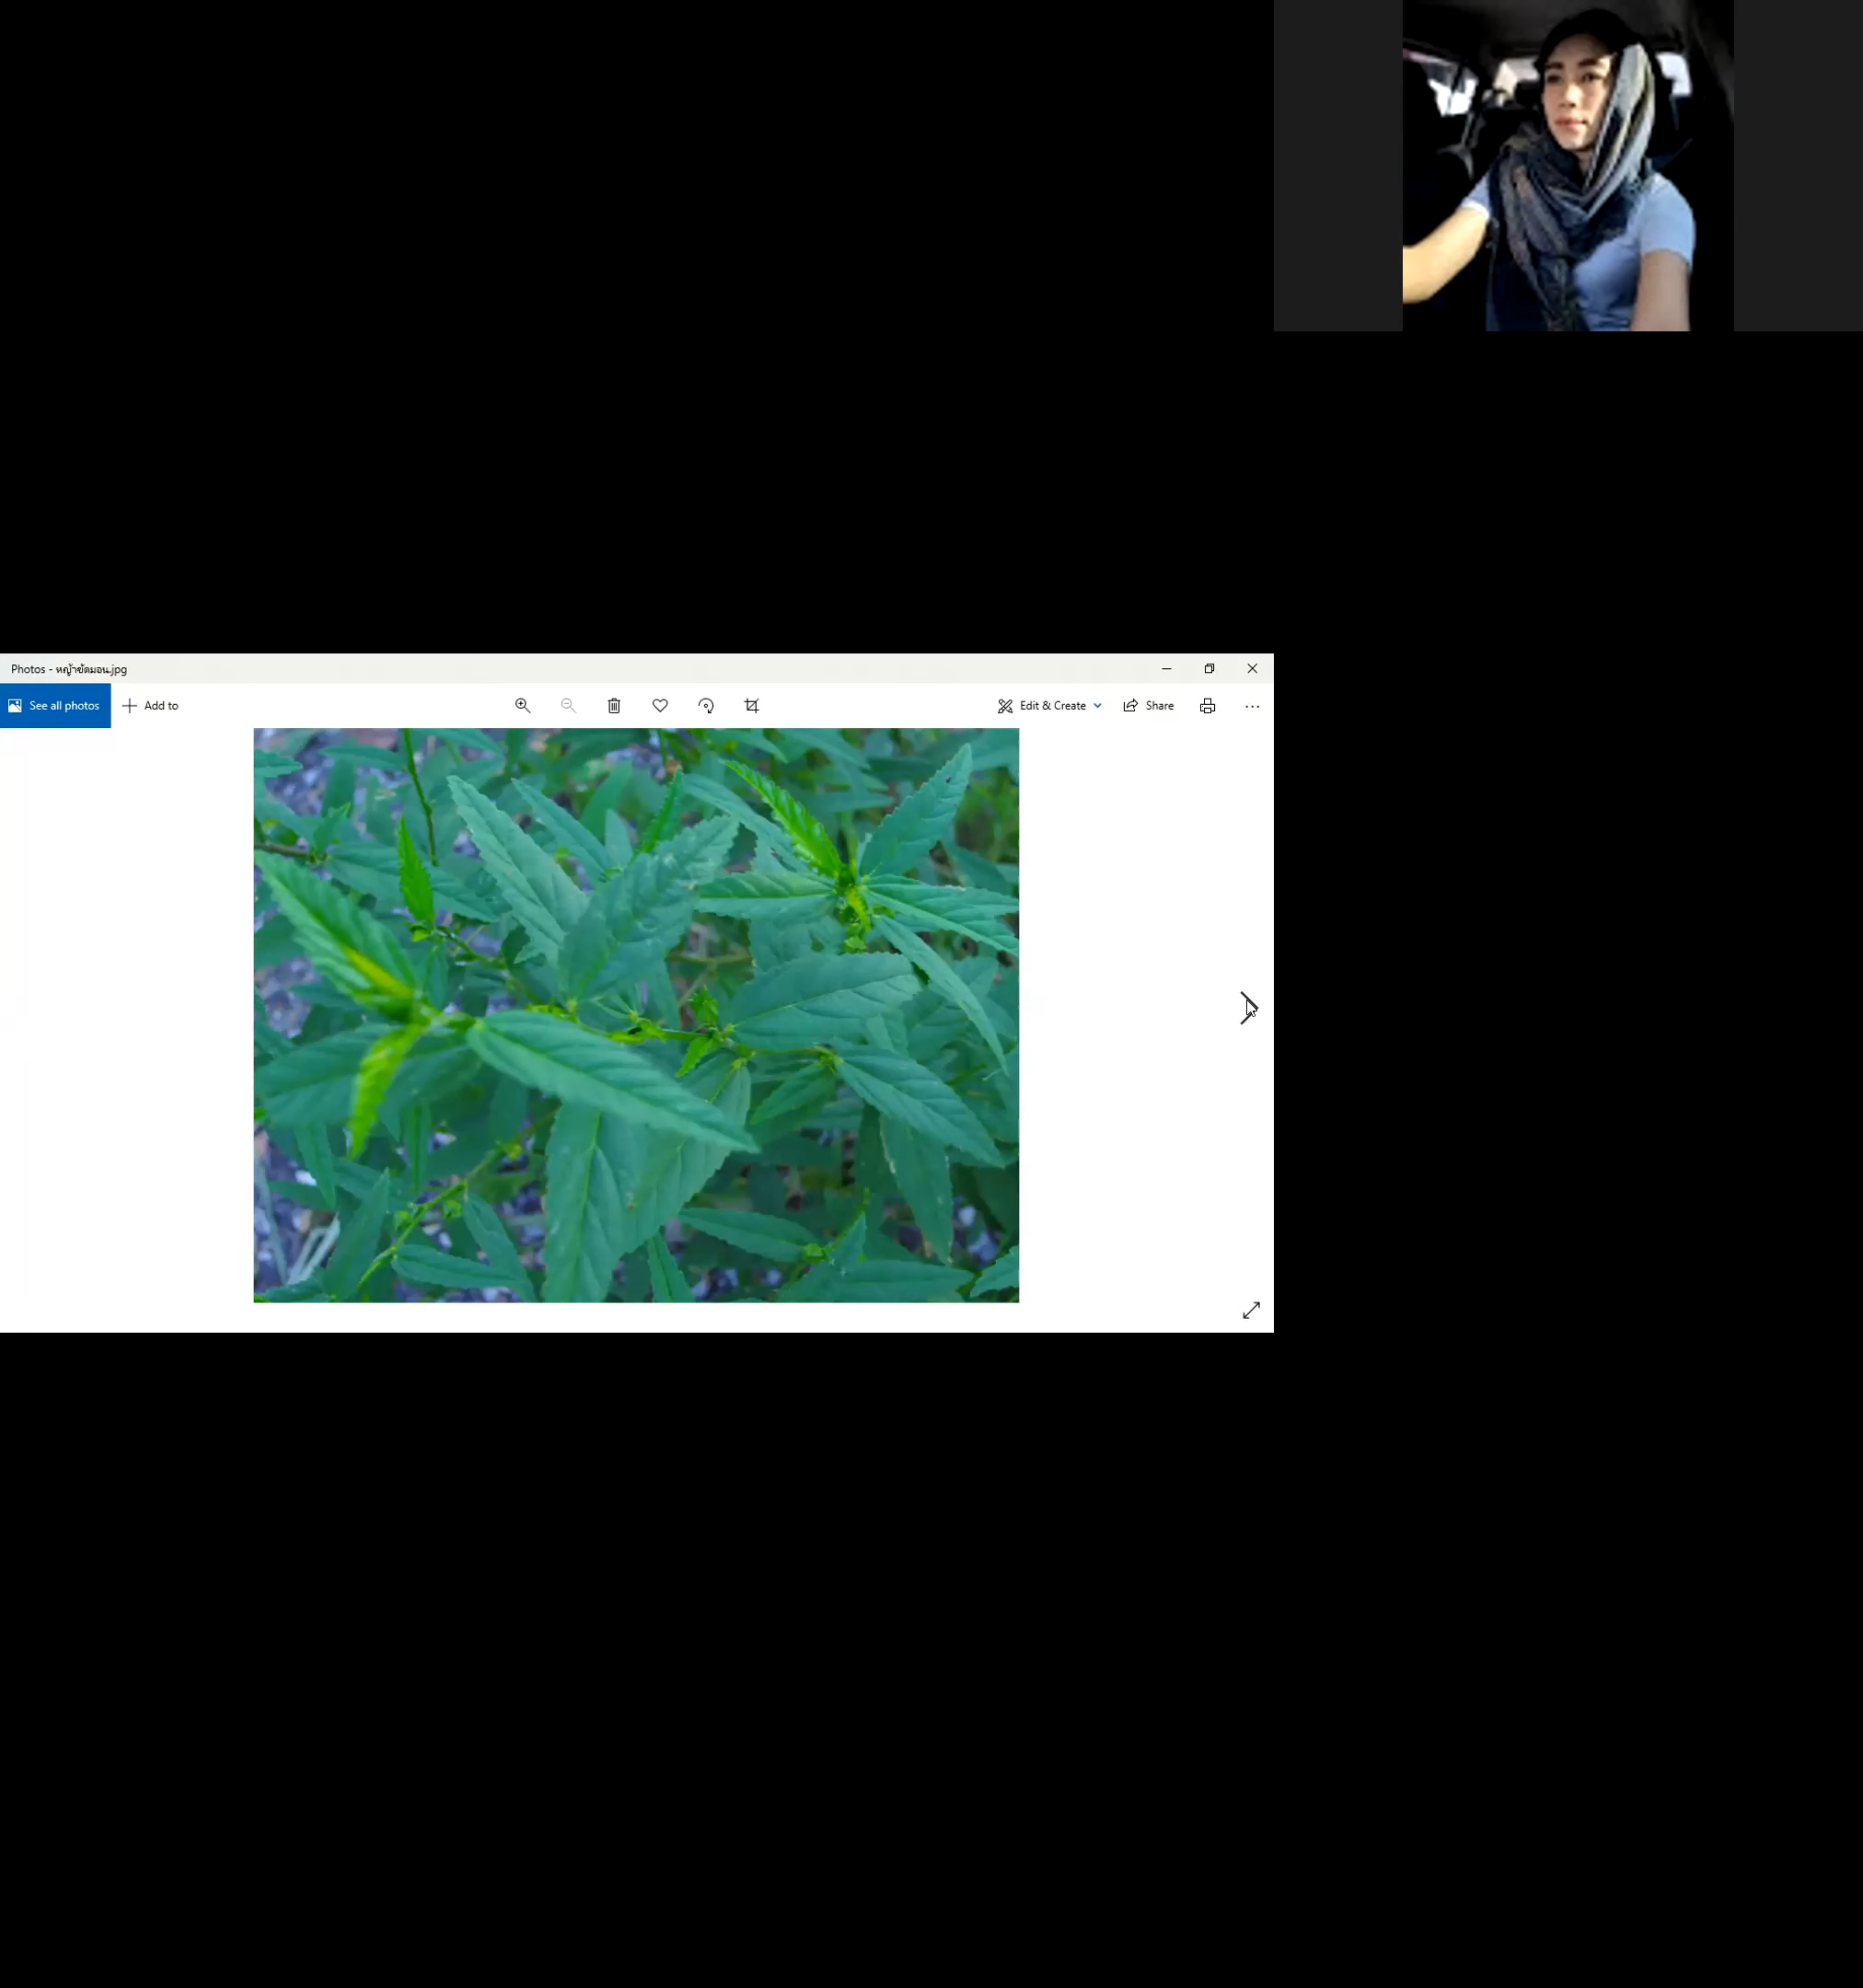 Photos - หญ้าขัดมอน.jpg
See all photos
Add to
Edit & Create
Share